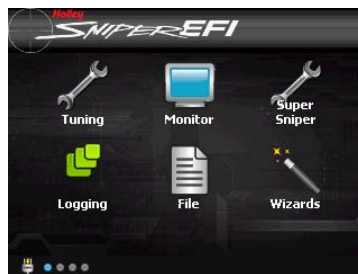 Holley
SNIPER EFI
Tuning
Monitor
Super
Sniper
Logging
File
Wizards